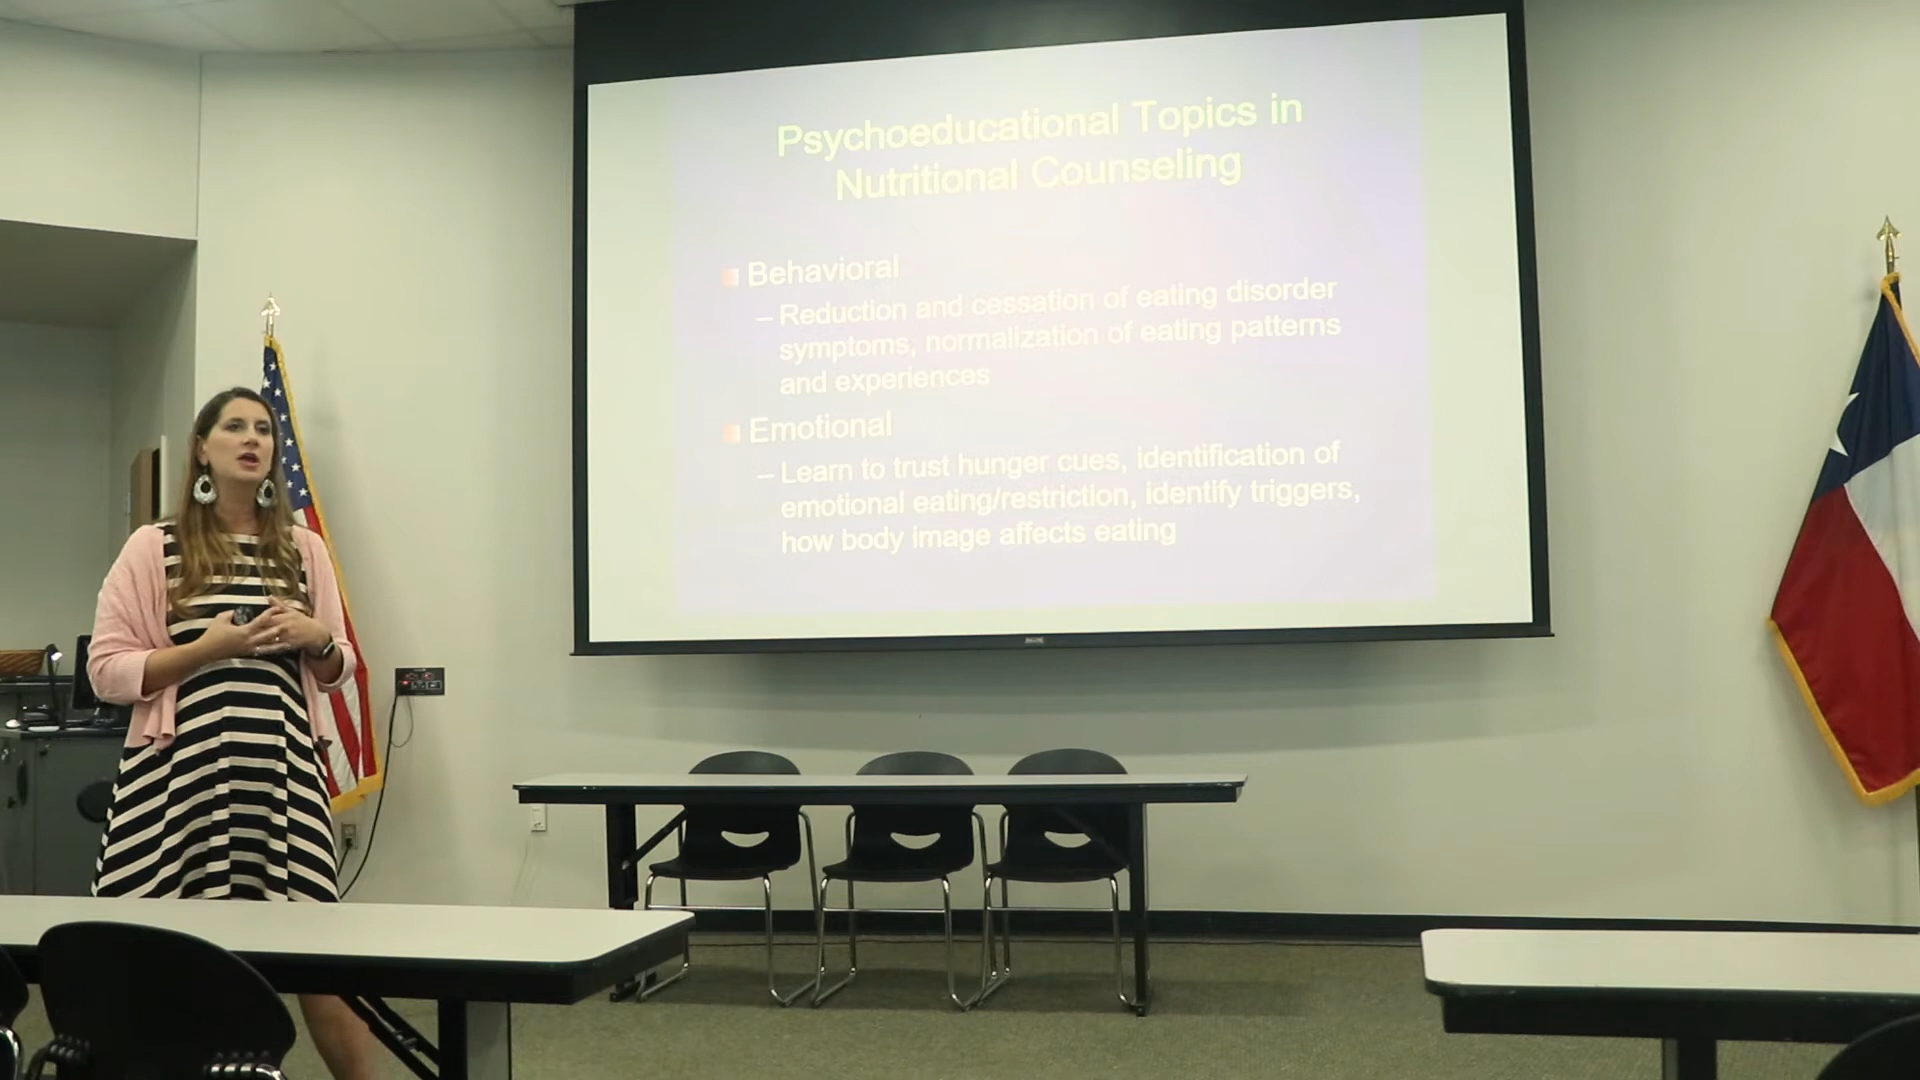 Psychoeducational Topics in
Nutritional Counseling
Behavioral
– Reduction and cessation of eating disorder
symptoms, normalization of eating patterns
and experiences
Emotional
– Learn to trust hunger cues, identification of
emotional eating/restriction, identify triggers,
how body image affects eating